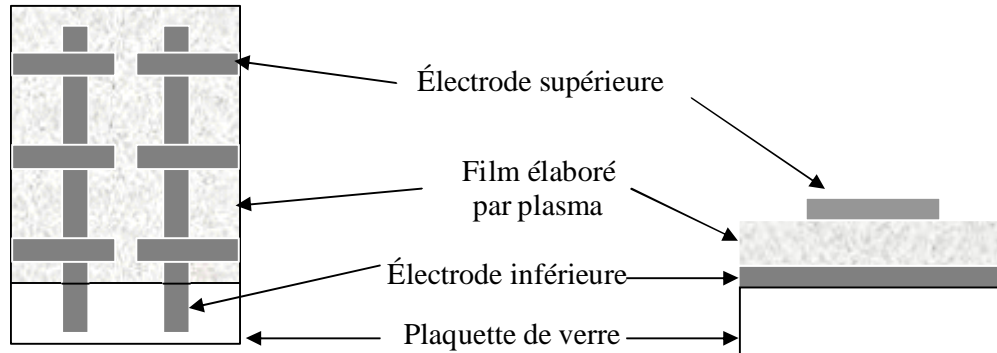 Électrode supérieure
Film élaboré
par plasma
Électrode inférieure
Plaquette de verre